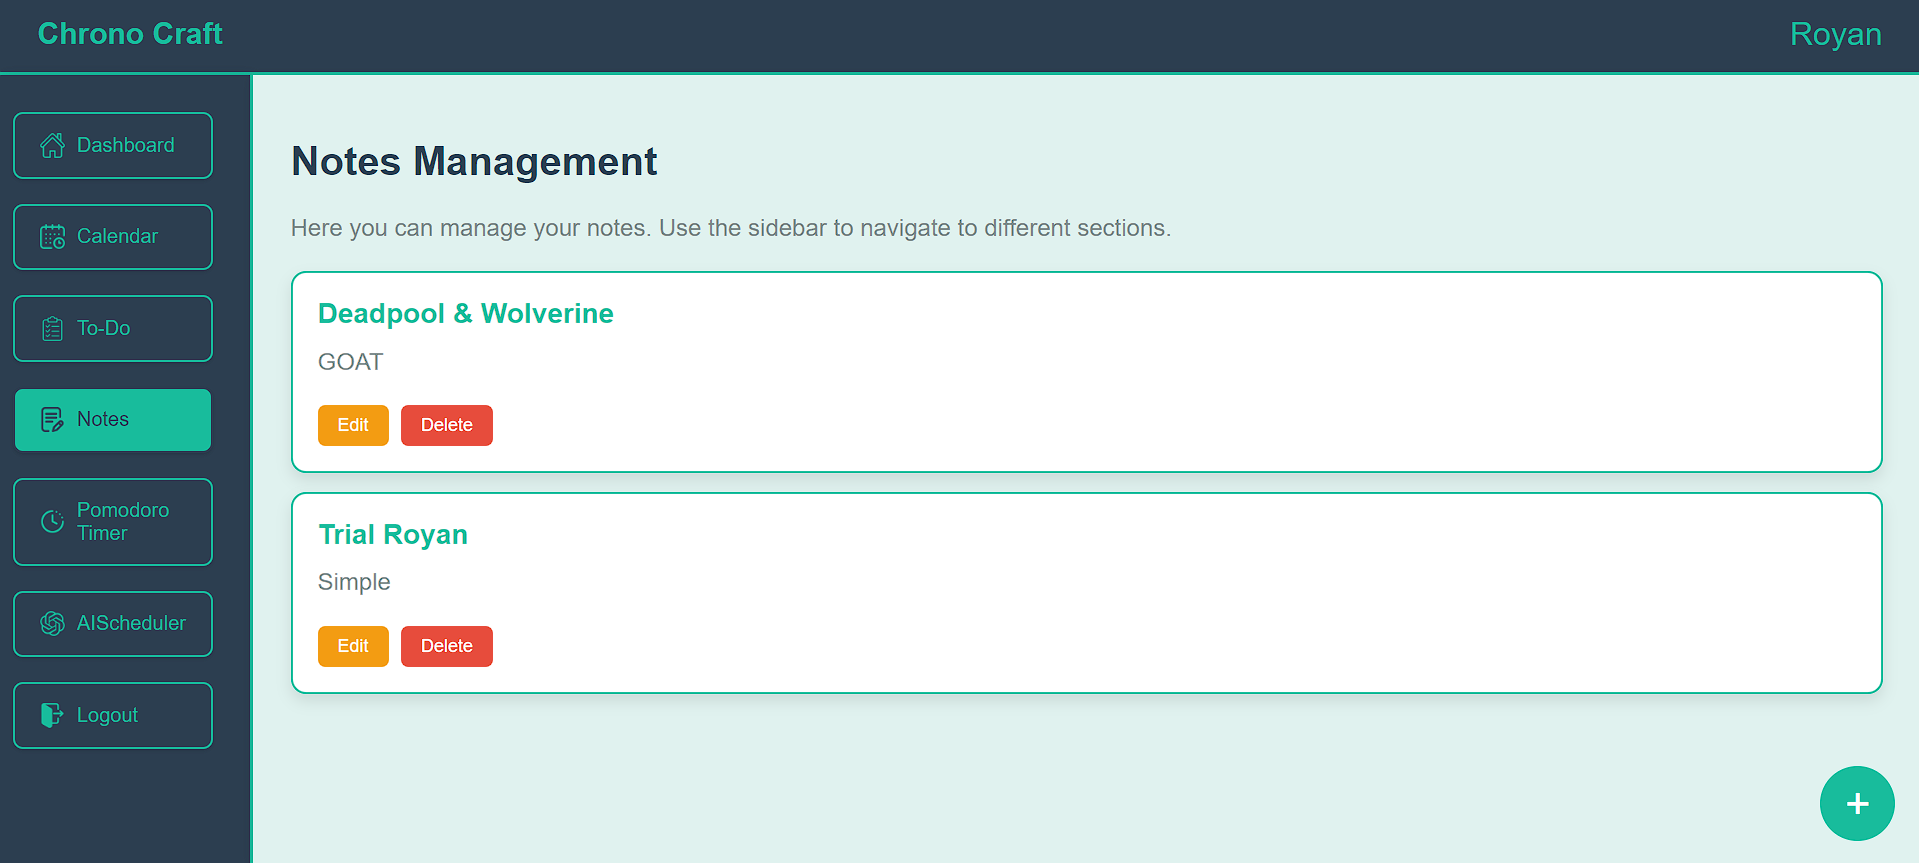 Chrono Craft
Royan
Dashboard
Calendar
To-Do
Notes
Pomodoro
Timer
AIScheduler
Logout
Notes Management
Here you can manage your notes. Use the sidebar to navigate to different sections.
Deadpool & Wolverine
GOAT
Edit Delete
Trial Royan
Simple
Edit Delete
+